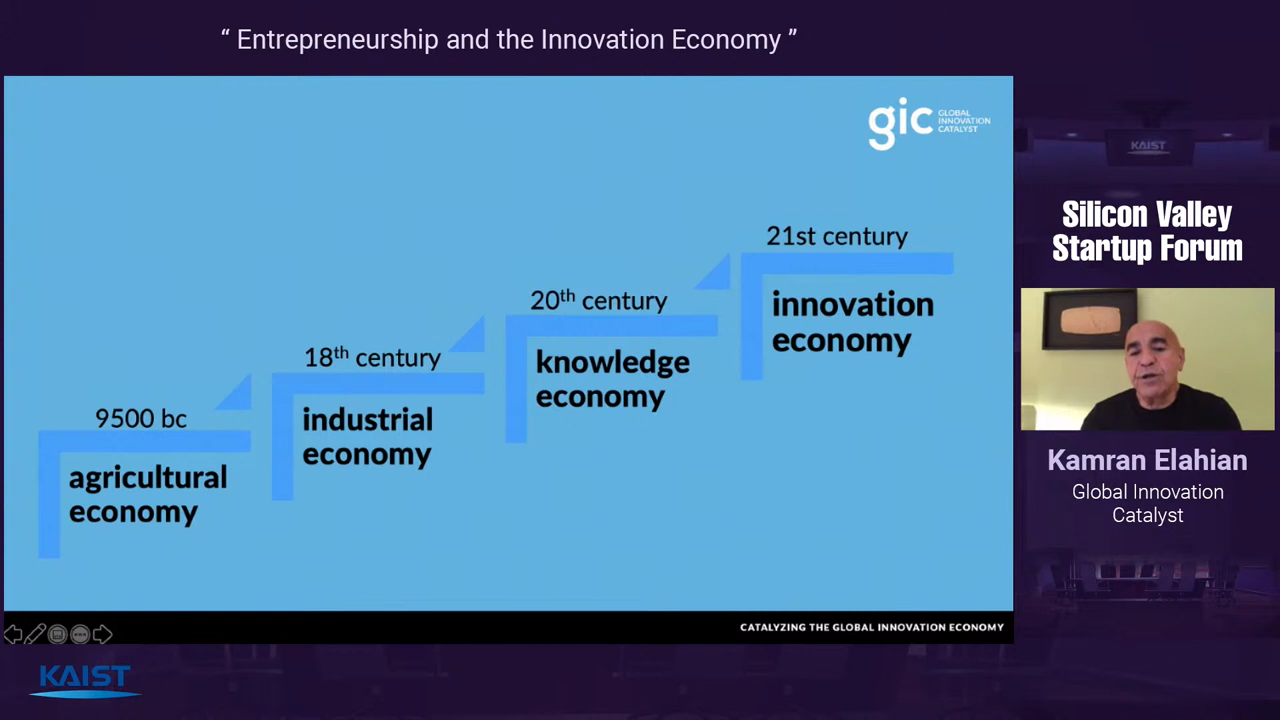 “ Entrepreneurship and the Innovation Economy ”
gic
GLOBAL
INNOVATION
CATALYST
KAIST
Silicon Valley
Startup Forum
21st century
innovation
economy
20th century
knowledge
economy
18th century
industrial
economy
9500 bc
agricultural
economy
Kamran Elahian
Global Innovation
Catalyst
CATALYZING THE GLOBAL INNOVATION ECONOMY
KAIST